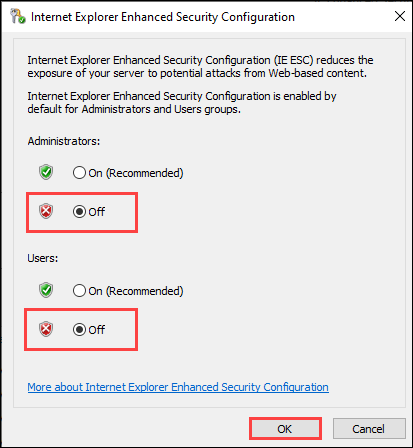 Internet Explorer Enhanced Security Configuration
Internet Explorer Enhanced Security Configuration (IE ESC) reduces the
exposure of your server to potential attacks from Web-based content.
Internet Explorer Enhanced Security Configuration is enabled by
default for Administrators and Users groups.
Administrators:
On (Recommended)
Off
Users:
On (Recommended)
Off
More about Internet Explorer Enhanced Security Configuration
OK
Cancel